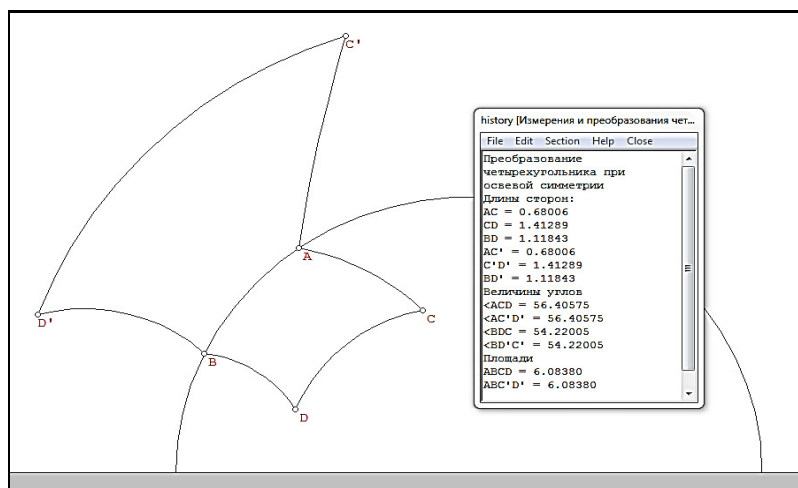 C'
history [Измерения и преобразования чет...
File Edit Section Help Close
Преобразование
четырехугольника при
освевой симметрии
Длины сторон:
AC = 0.68006
CD = 1.41289
BD = 1.11843
AC' = 0.68006
C'D' = 1.41289
BD' = 1.11843
Величины углов
<ACD = 56.40575
<AC'D' = 56.40575
<BDC = 54.22005
<BD'C' = 54.22005
Площади
ABCD = 6.08380
ABC'D' = 6.08380
A
D'
C
B
D